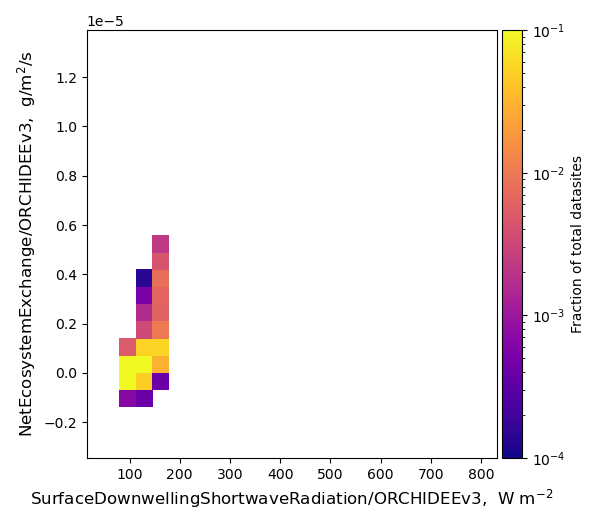 1e−5
1.2
1.0
0.8
0.6
0.4
0.2
0.0
−0.2
NetEcosystemExchange/ORCHIDEEv3,  g/m²/s
100 200 300 400 500 600 700 800
SurfaceDownwellingShortwaveRadiation/ORCHIDEEv3,  W m⁻²
10⁻¹
10⁻²
10⁻³
10⁻⁴
Fraction of total datasites